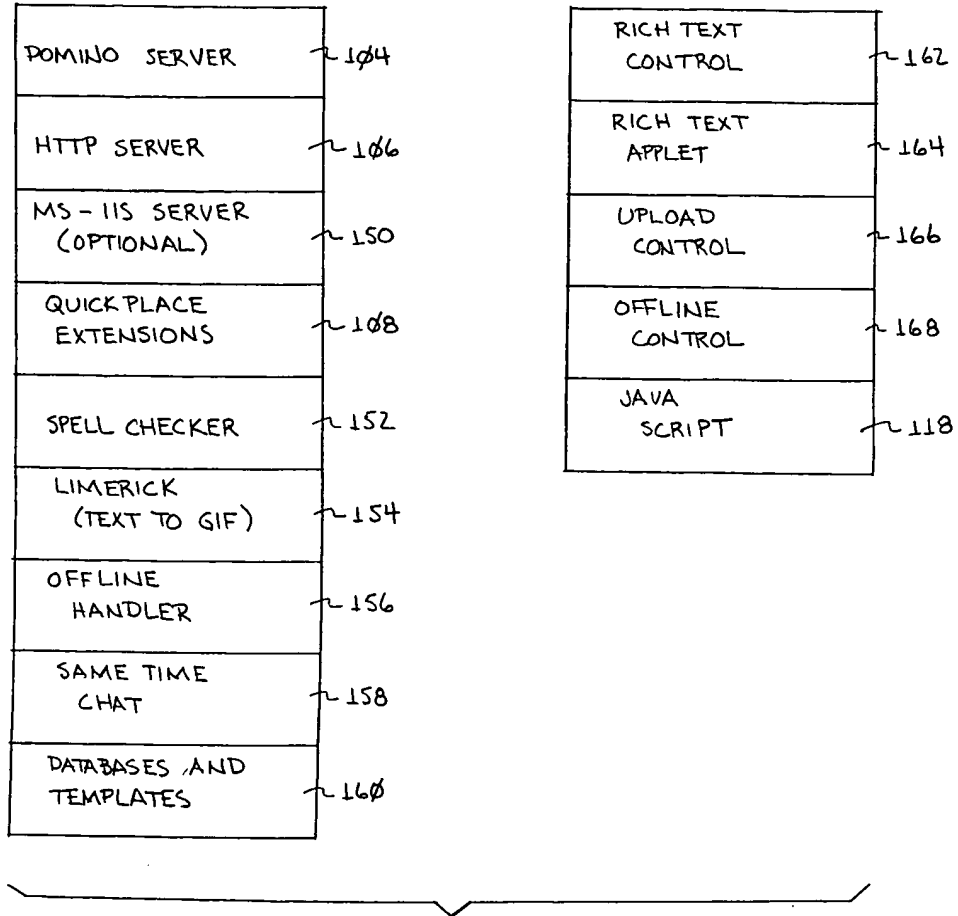 DOMINO SERVER
104
HTTP SERVER
106
MS-IIS SERVER
(OPTIONAL)
150
QUICKPLACE
EXTENSIONS
108
SPELL CHECKER
152
LIMERICK
(TEXT TO GIF)
154
OFFLINE
HANDLER
156
SAME TIME
CHAT
158
DATABASES AND
TEMPLATES
160
RICH TEXT
CONTROL
162
RICH TEXT
APPLET
164
UPLOAD
CONTROL
166
OFFLINE
CONTROL
168
JAVA
SCRIPT
118